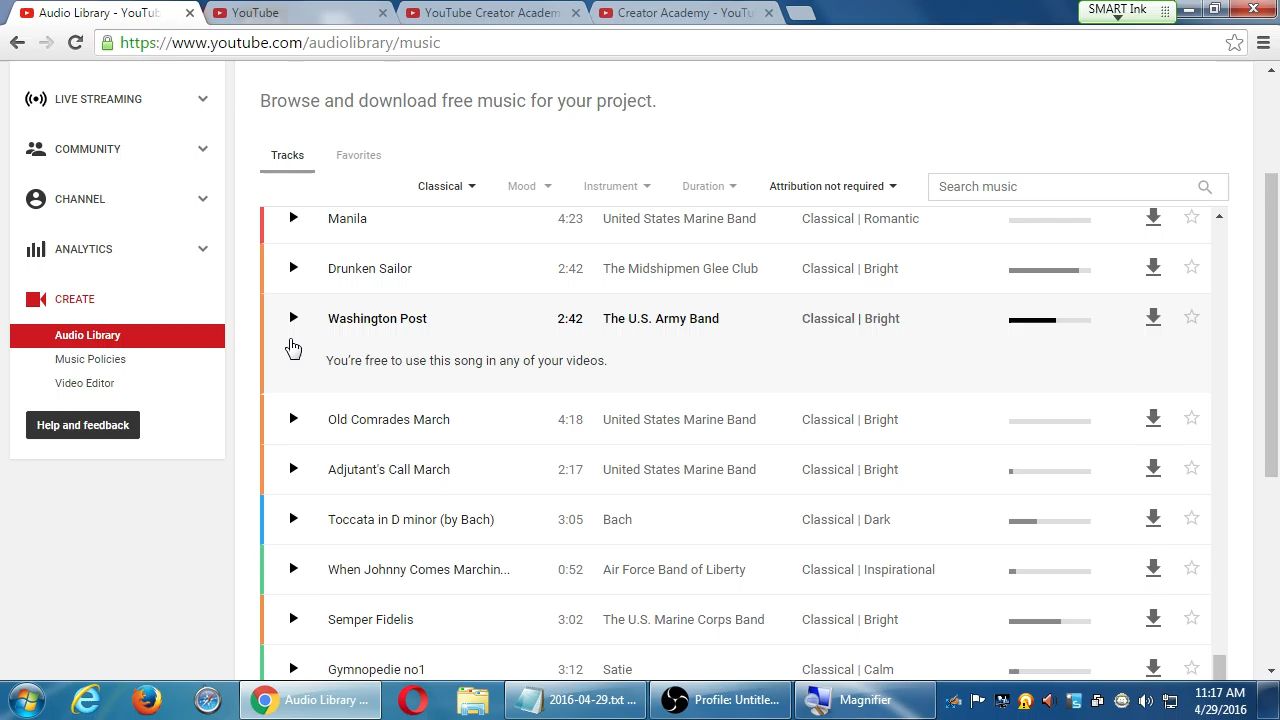 Audio Library - YouTu
YouTube
YouTube Creator Academ
Creator Academy - YouTu
SMART Ink
https://www.youtube.com/audiolibrary/music
LIVE STREAMING
COMMUNITY
CHANNEL
ANALYTICS
CREATE
Audio Library
Music Policies
Video Editor
Help and feedback
Browse and download free music for your project.
Tracks Favorites
Classical Mood Instrument Duration Attribution not required Search music
Manila 4:23 United States Marine Band Classical | Romantic
Drunken Sailor 2:42 The Midshipmen Glee Club Classical | Bright
Washington Post 2:42 The U.S. Army Band Classical | Bright
You're free to use this song in any of your videos.
Old Comrades March 4:18 United States Marine Band Classical | Bright
Adjutant's Call March 2:17 United States Marine Band Classical | Bright
Toccata in D minor (by Bach) 3:05 Bach Classical | Dark
When Johnny Comes Marchin... 0:52 Air Force Band of Liberty Classical | Inspirational
Semper Fidelis 3:02 The U.S. Marine Corps Band Classical | Bright
Gymnopedie no1 3:12 Satie Classical | Calm
Audio Library ...
2016-04-29.txt ...
Profile: Untitle...
Magnifier
11:17 AM
4/29/2016